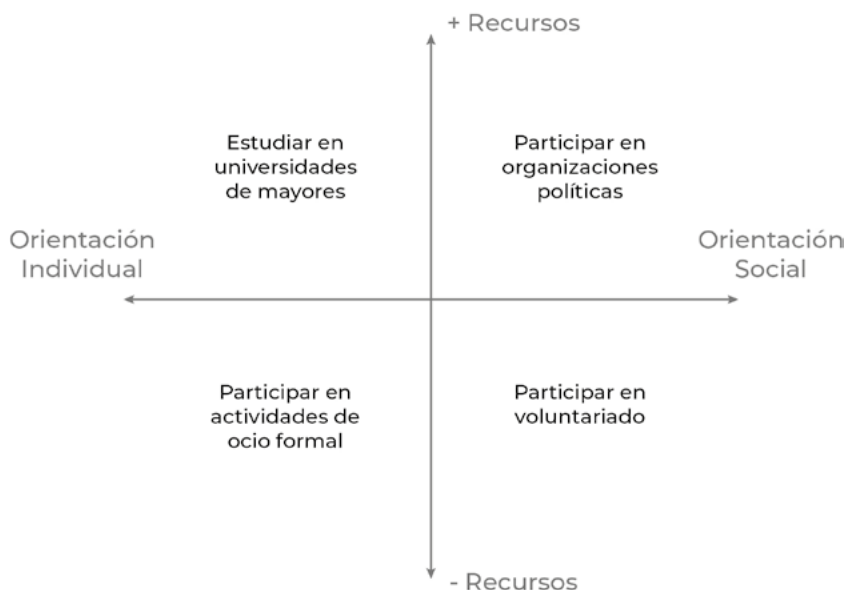 + Recursos
Estudiar en
universidades
de mayores
Participar en
organizaciones
políticas
Orientación
Individual
Orientación
Social
Participar en
actividades de
ocio formal
Participar en
voluntariado
- Recursos